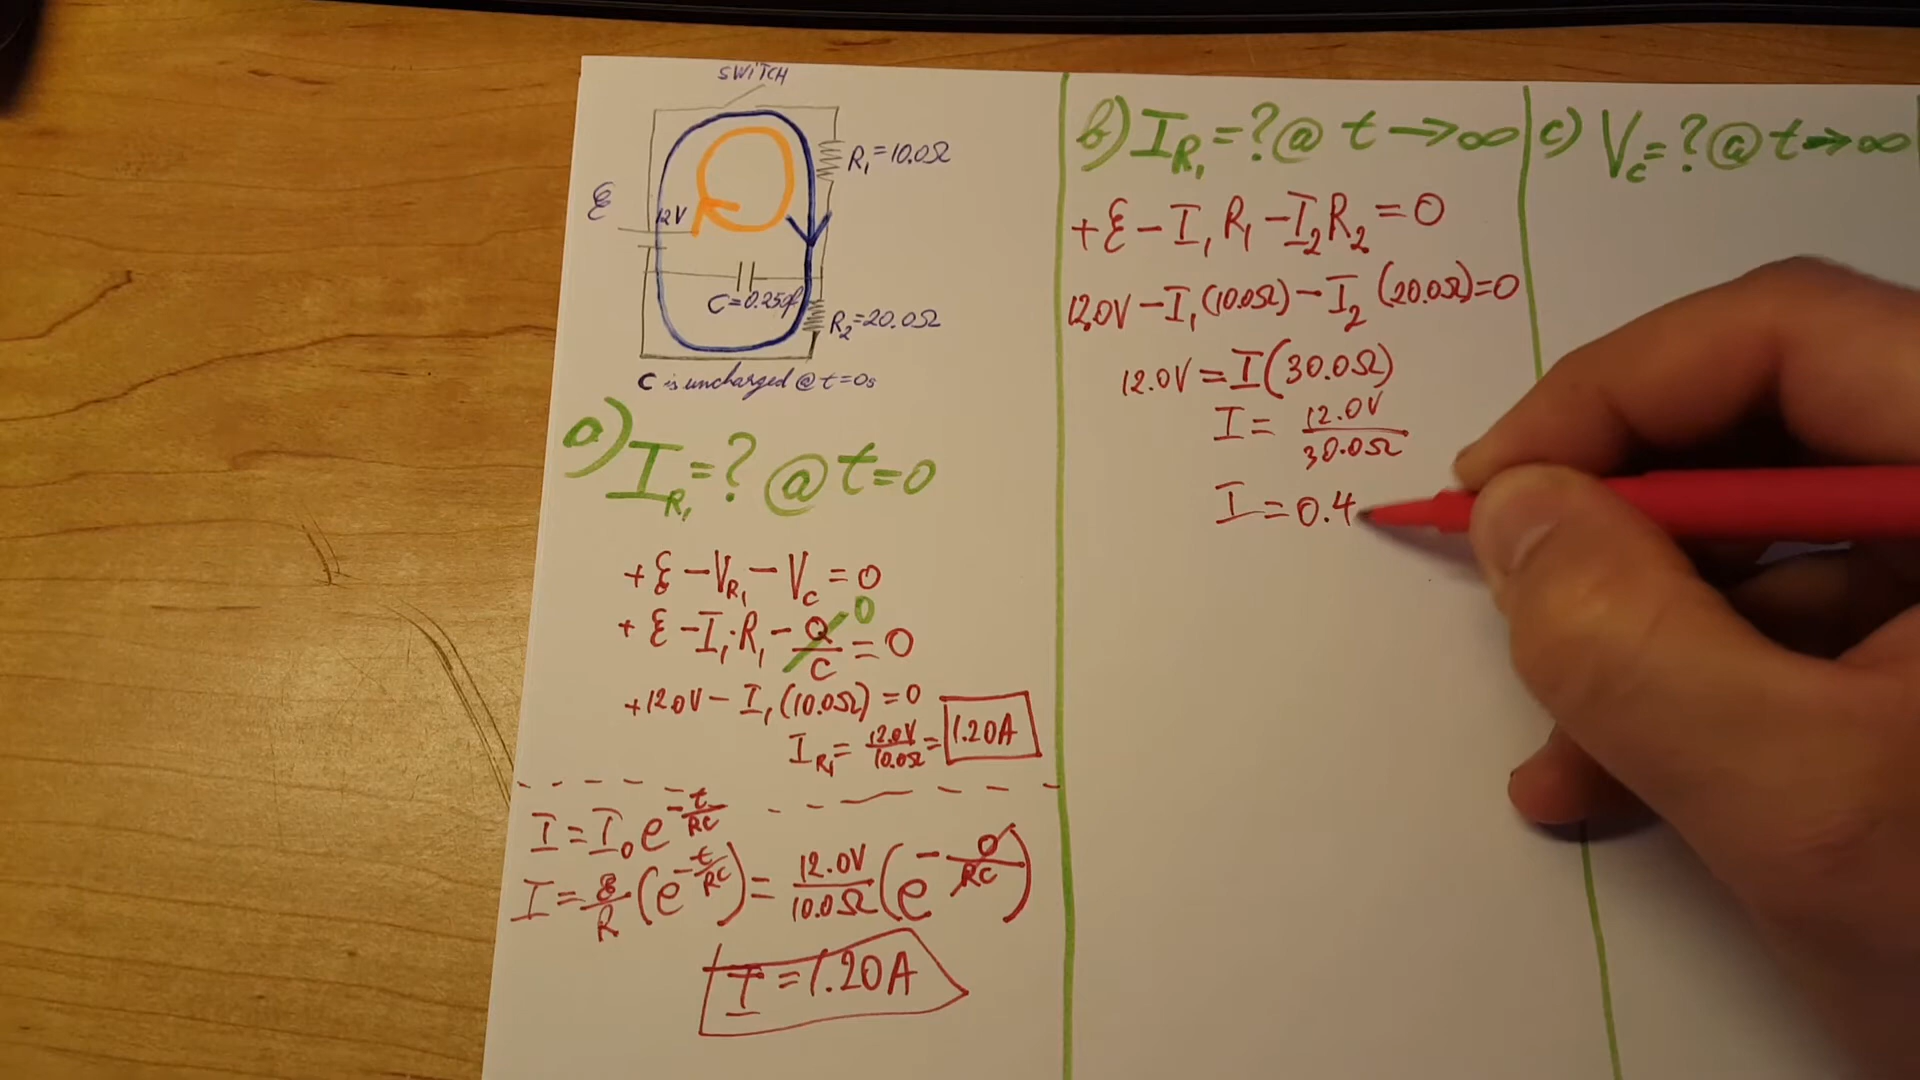 SWITCH
R₁=10.0Ω
ℰ
12V
C=0.250F
R₂=20.0Ω
C is uncharged @ t=0s
a) I_R₁=? @ t=0
+ℰ-V_R₁-V_C=0
+ℰ-I₁·R₁-Q/C=0
0
+12.0V-I₁(10.0Ω)=0
I_R₁=12.0V/10.0Ω=1.20A
I=I₀e^(-t/RC)
I=ℰ/R(e^(-t/RC))=12.0V/10.0Ω(e^(-0/RC))
I=1.20A
b) I_R₁=?@ t→∞
+ℰ-I₁R₁-I₂R₂=0
12.0V-I₁(10.0Ω)-I₂(20.0Ω)=0
12.0V=I(30.0Ω)
I=12.0V/30.0Ω
I=0.4
c) V_C=?@t→∞